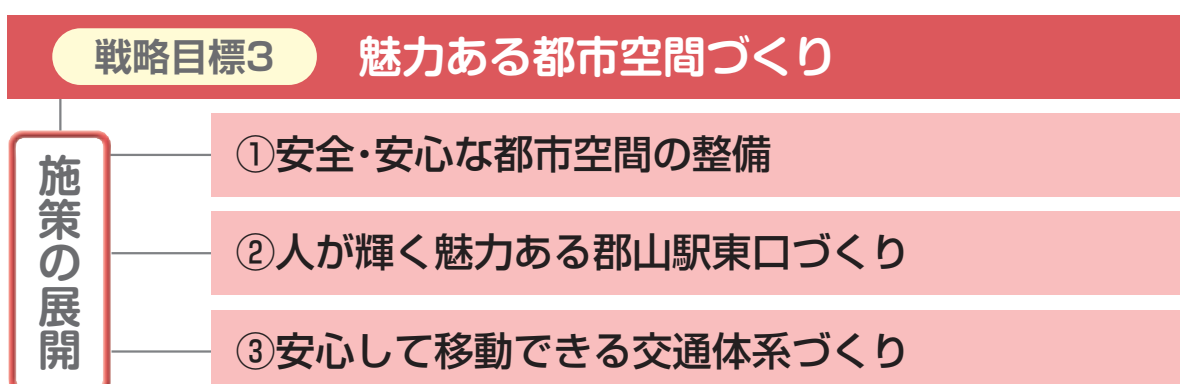 戦略目標3 魅力ある都市空間づくり
施策の展開
①安全・安心な都市空間の整備
②人が輝く魅力ある郡山駅東口づくり
③安心して移動できる交通体系づくり